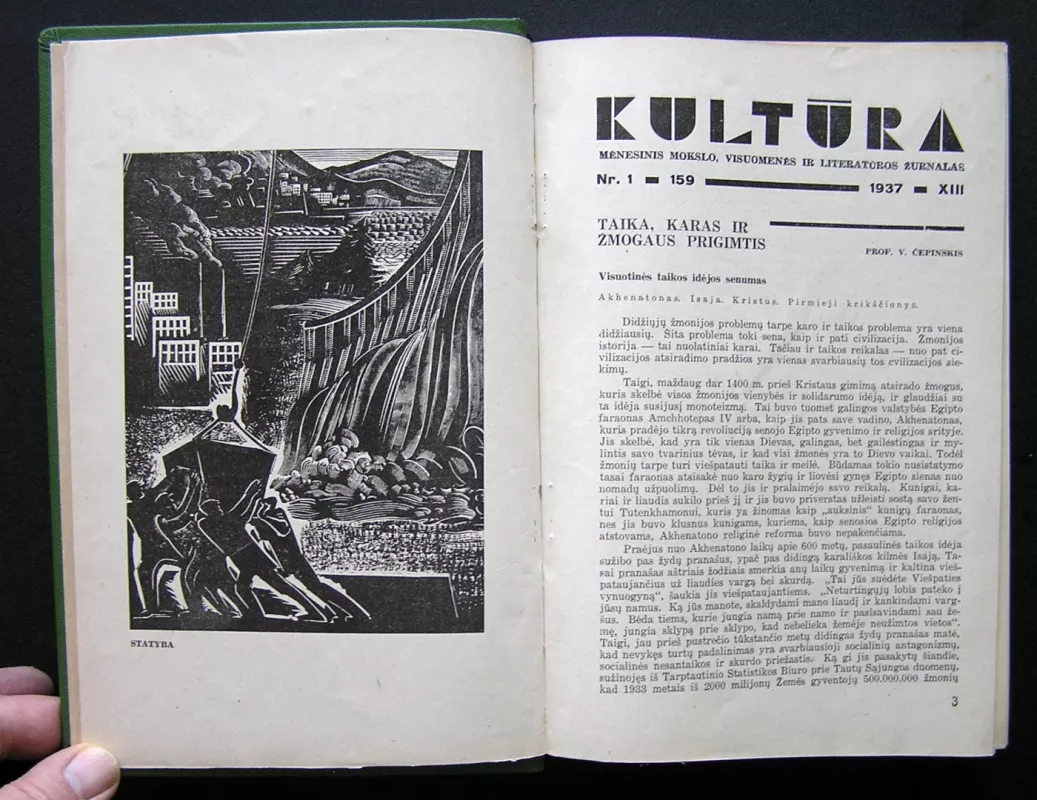 STATYBA
KULTŪRA
MĖNESINIS MOKSLO, VISUOMENĖS IR LITERATŪROS ŽURNALAS
Nr. 1 ▬ 159 ▬ 1937 ▬ XIII
TAIKA, KARAS IR
ŽMOGAUS PRIGIMTIS
PROF. V. ČEPINSKIS
Visuotinės taikos idėjos senumas
Akhenatonas. Isaja. Kristus. Pirmieji krikščionys.
Didžiųjų žmonijos problemų tarpe karo ir taikos problema yra viena
didžiausių. Šita problema toki sena, kaip ir pati civilizacija. Žmonijos
istorija — tai nuolatiniai karai. Tačiau ir taikos reikalas — nuo pat ci-
vilizacijos atsiradimo pradžios yra vienas svarbiausių tos cvilizacijos sie-
kimų.
Taigi, maždaug dar 1400 m. prieš Kristaus gimimą atsirado žmogus,
kuris skelbė visos žmonijos vienybės ir solidarumo idėją, ir glaudžiai su
ta idėja susijusį monoteizmą. Tai buvo tuomet galingos valstybės Egipto
faraonas Amchhotepas IV arba, kaip jis pats save vadino, Akhenatonas,
kuris pradėjo tikrą revoliuciją senojo Egipto gyvenimo ir religijos srityje.
Jis skelbė, kad yra tik vienas Dievas, galingas, bet gailestingas ir my-
lintis savo tvarinius tėvas, ir kad visi žmonės yra to Dievo vaikai. Todėl
žmonių tarpe turi viešpatauti taika ir meilė. Būdamas tokio nusistatymo
tasai faraonas atsisakė nuo karo žygių ir liovėsi gynęs Egipto sienas nuo
nomadų užpuolimų. Dėl to jis ir pralaimėjo savo reikalą. Kunigai, ka-
riai ir liaudis sukilo prieš jį ir jis buvo priverstas užleisti sostą savo žen-
tui Tutenkhamonui, kuris ya žinomas kaip „auksinis“ kunigų faraonas,
nes jis buvo klusnus kunigams, kuriems, kaip senosios Egipto religijos
atstovams, Akhenatono religinė reforma buvo nepakenčiama.
Praėjus nuo Akhenatono laikų apie 600 metų, pasaulinės taikos idėja
sužibo pas žydų pranašus, ypač pas didingą karališkos kilmės Isają. Ta-
sai pranašas aštriais žodžiais smerkia anų laikų gyvenimą ir kaltina vieš-
pataujančius už liaudies vargą bei skurdą. „Tai jūs suėdėte Viešpaties
vynuogyną“, šaukia jis viešpataujantiems. „Neturtingųjų lobis pateko į
jūsų namus. Ką jūs manote, skaldydami mano liaudį ir kankindami varg-
šus. Bėda tiems, kurie jungia namą prie namo ir pasisavindami sau že-
mę, jungia sklypą prie sklypo, kad nebelieka žemėje neužimtos vietos“.
Taigi, jau prieš pustrečio tūkstančio metų didingas žydų pranašas matė,
kad nevykęs turtų padalinimas yra svarbiausioji socialinių antagonizmų,
socialinės nesantaikos ir skurdo priežastis. Ką gi jis pasakytų šiandie,
sužinojęs iš Tarptautinio Statistikos Biuro prie Tautų Sąjungos duomenų,
kad 1933 metais iš 2000 milijonų Žemės gyventojų 500.000.000 žmonių
3